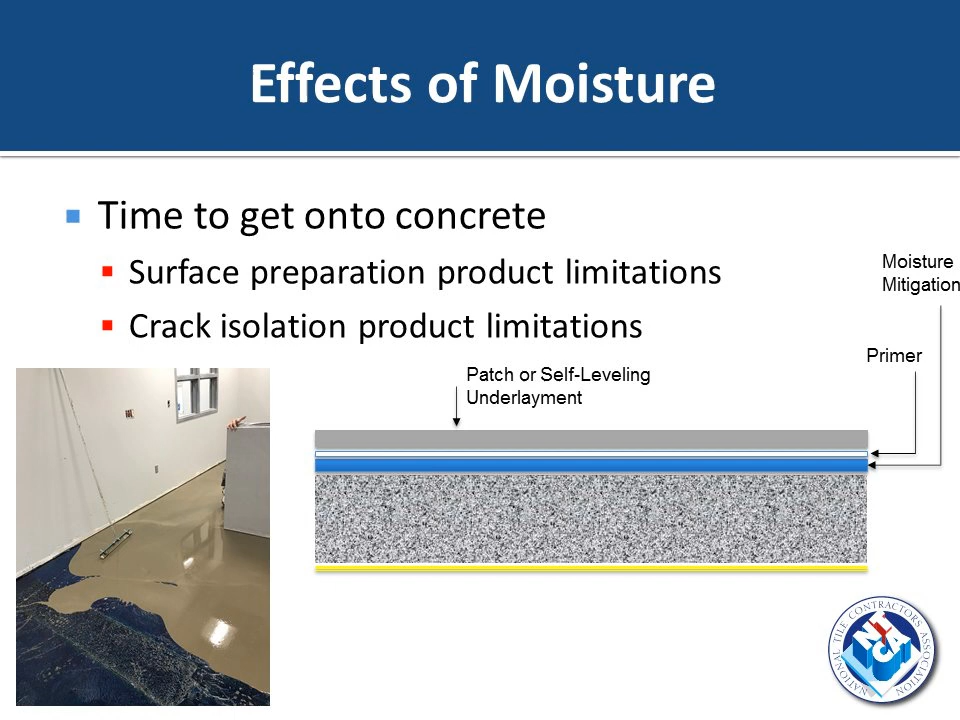 Effects of Moisture
Time to get onto concrete
Surface preparation product limitations
Crack isolation product limitations
Moisture
Mitigation
Primer
Patch or Self-Leveling
Underlayment
NATIONAL TILE CONTRACTORS ASSOCIATION
NTCA